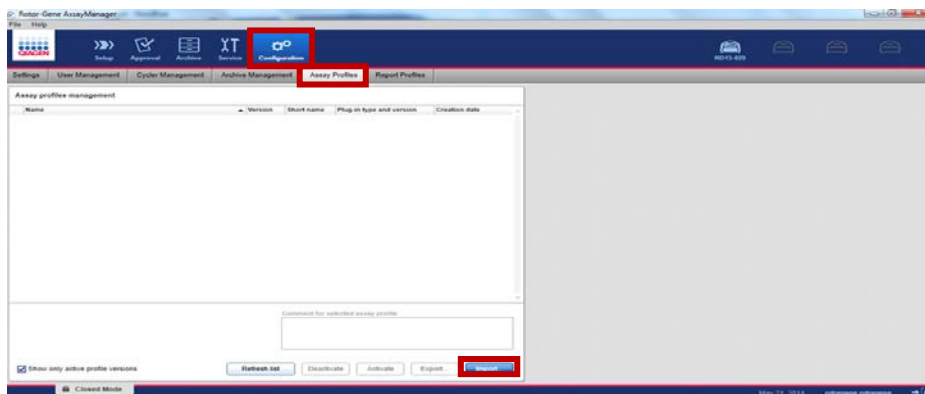 Rotor-Gene AssayManager
File Help
QIAGEN
Setup Approval Archive Service Configuration
RD13-039
Settings User Management Cycler Management Archive Management Assay Profiles Report Profiles
Assay profiles management
Name Version Short name Plug-in type and version Creation date
Comment for selected assay profile
Show only active profile versions Refresh list Deactivate Activate Export... Import...
Closed Mode